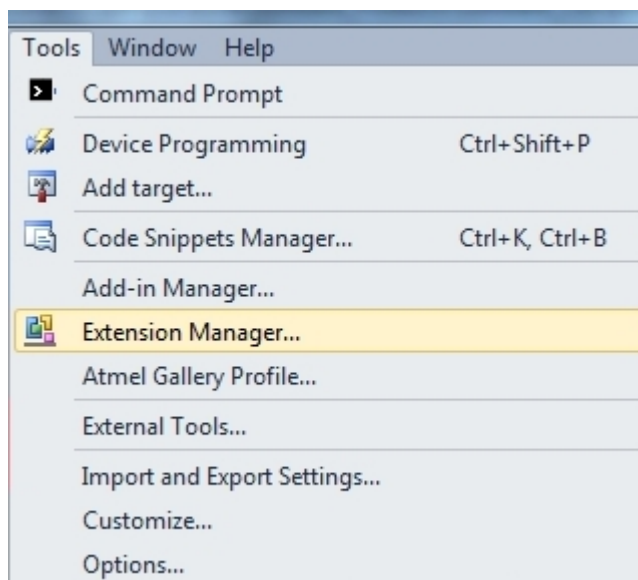 Tools Window Help
Command Prompt
Device Programming Ctrl+Shift+P
Add target...
Code Snippets Manager... Ctrl+K, Ctrl+B
Add-in Manager...
Extension Manager...
Atmel Gallery Profile...
External Tools...
Import and Export Settings...
Customize...
Options...